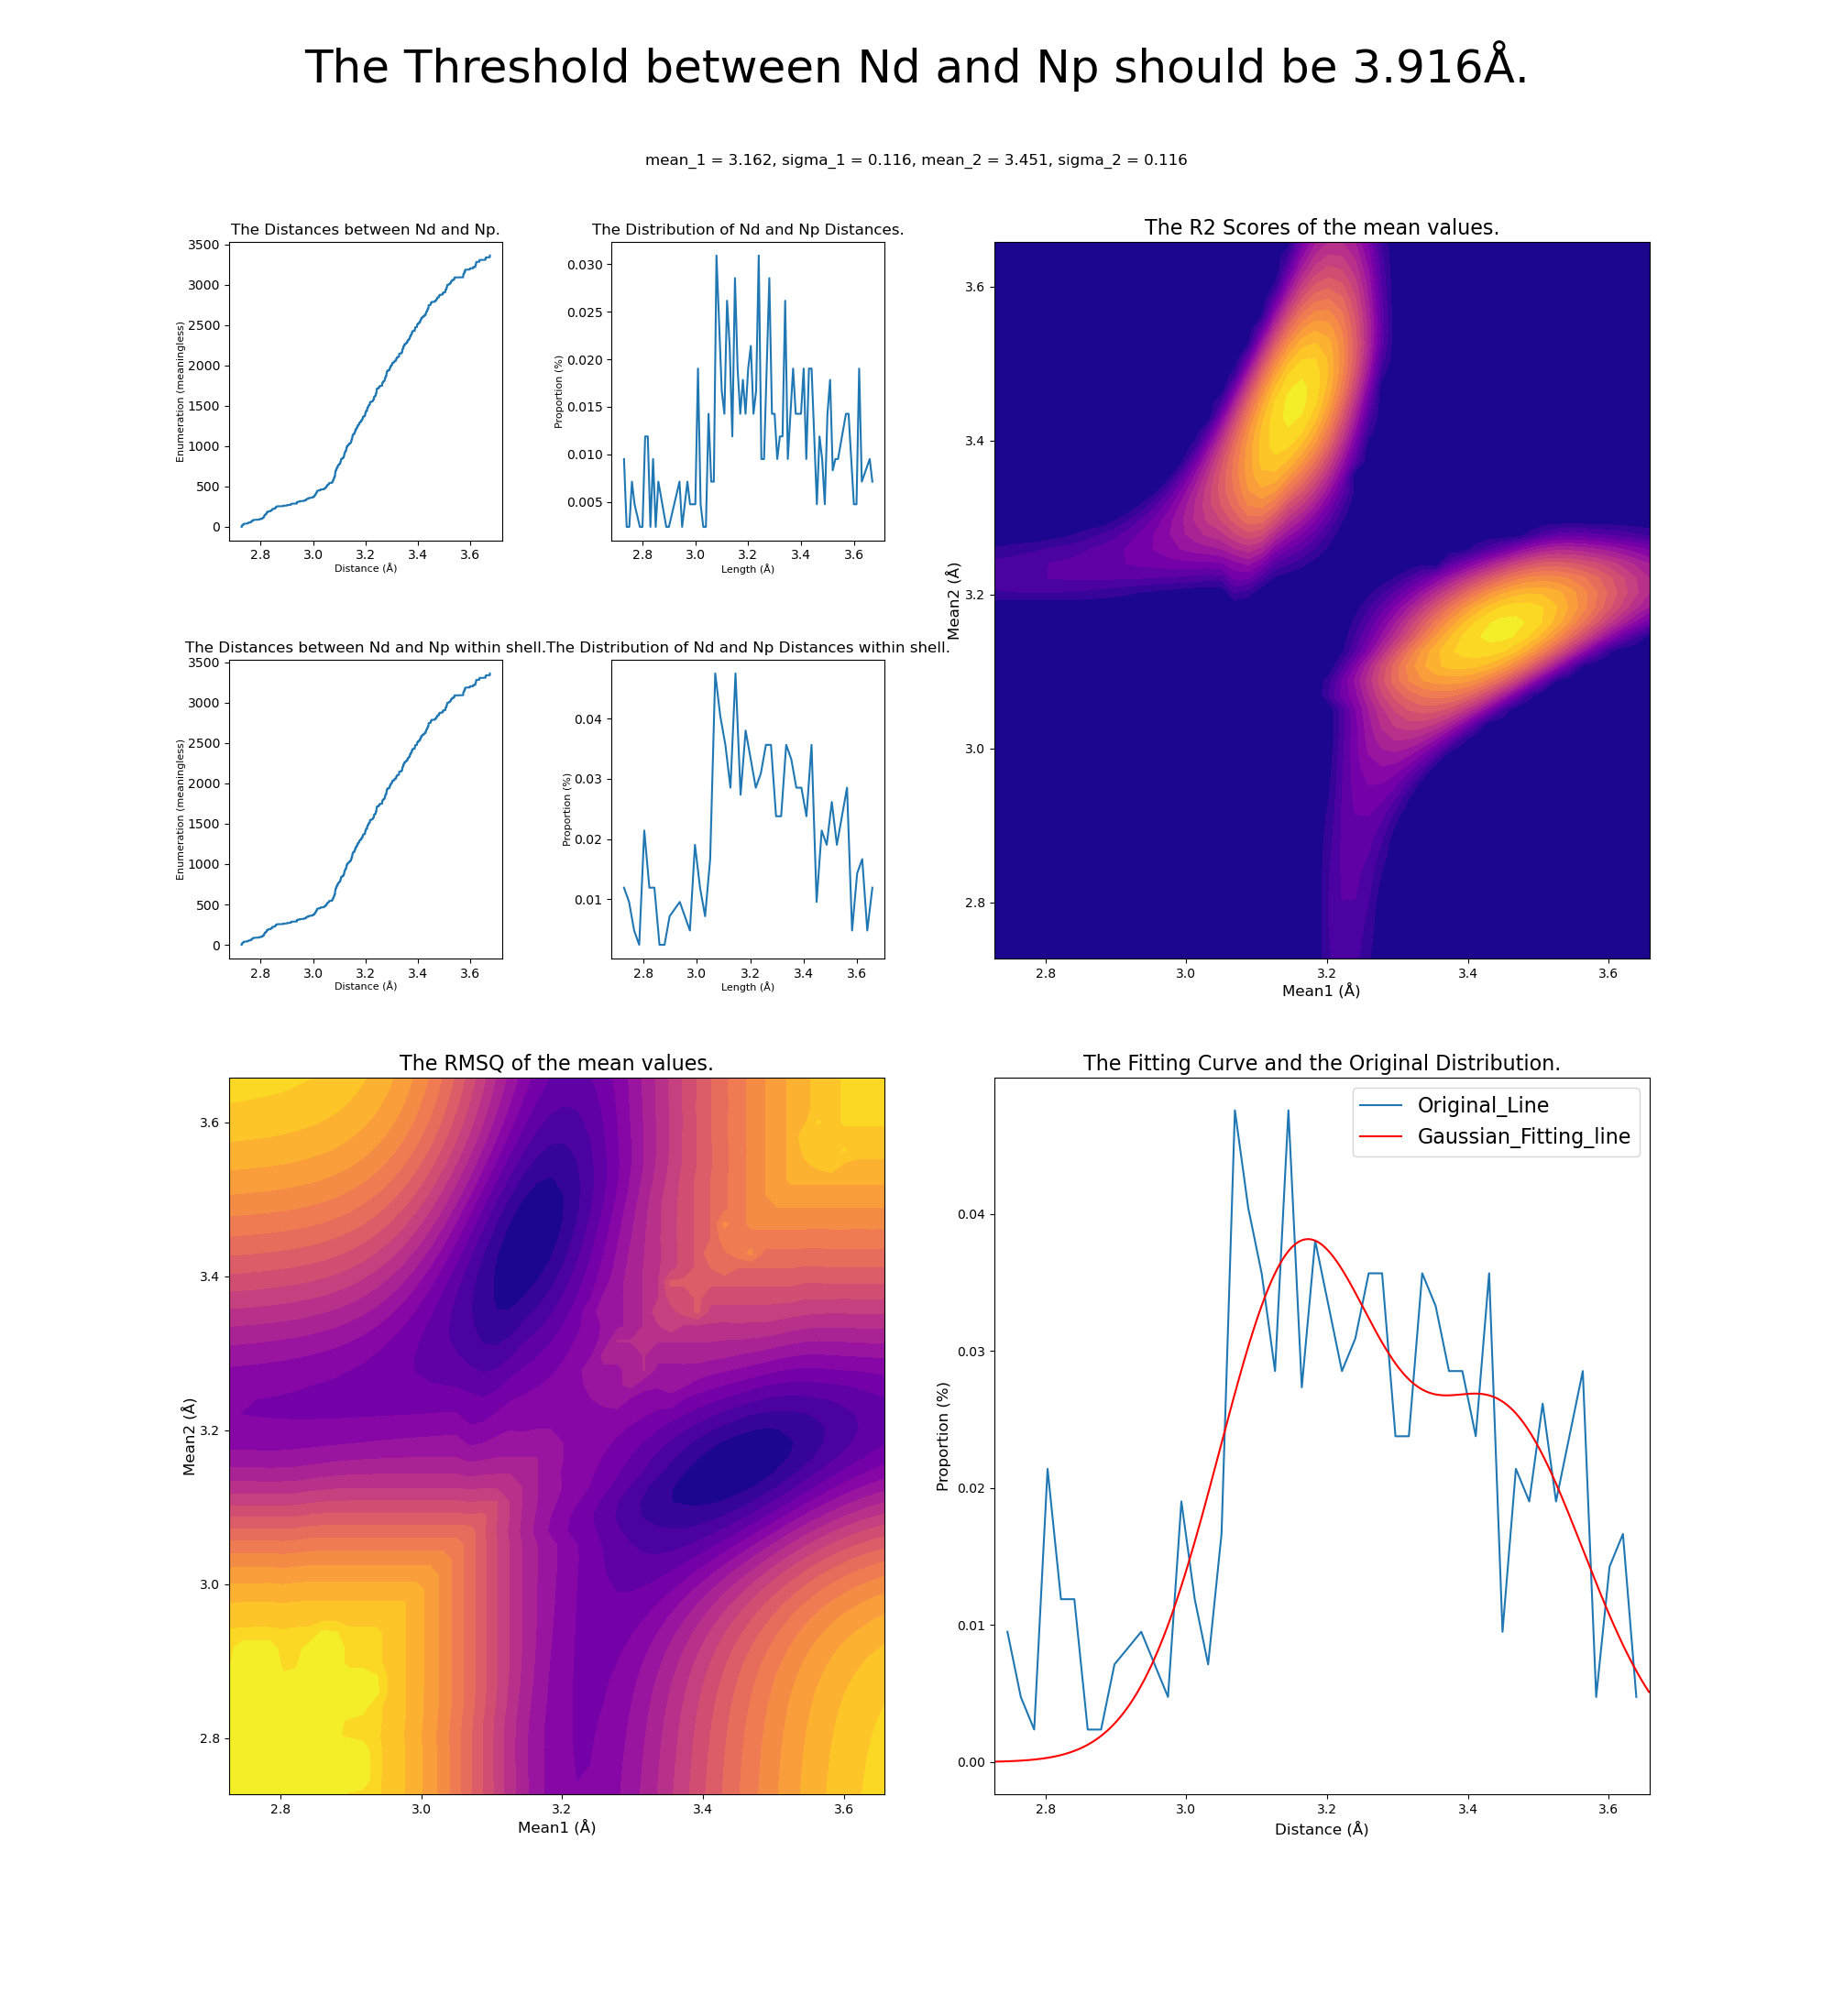 The Threshold between Nd and Np should be 3.916Å.
mean_1 = 3.162, sigma_1 = 0.116, mean_2 = 3.451, sigma_2 = 0.116
The Distances between Nd and Np.
Enumeration (meaningless)
3500
3000
2500
2000
1500
1000
500
0
2.8 3.0 3.2 3.4 3.6
Distance (Å)
The Distribution of Nd and Np Distances.
Proportion (%)
0.030
0.025
0.020
0.015
0.010
0.005
2.8 3.0 3.2 3.4 3.6
Length (Å)
The R2 Scores of the mean values.
Mean2 (Å)
3.6
3.4
3.2
3.0
2.8
2.8 3.0 3.2 3.4 3.6
Mean1 (Å)
The Distances between Nd and Np within shell.
Enumeration (meaningless)
3500
3000
2500
2000
1500
1000
500
0
2.8 3.0 3.2 3.4 3.6
Distance (Å)
The Distribution of Nd and Np Distances within shell.
Proportion (%)
0.04
0.03
0.02
0.01
2.8 3.0 3.2 3.4 3.6
Length (Å)
The RMSQ of the mean values.
Mean2 (Å)
3.6
3.4
3.2
3.0
2.8
2.8 3.0 3.2 3.4 3.6
Mean1 (Å)
The Fitting Curve and the Original Distribution.
Original_Line
Gaussian_Fitting_line
Proportion (%)
0.04
0.03
0.02
0.01
0.00
2.8 3.0 3.2 3.4 3.6
Distance (Å)